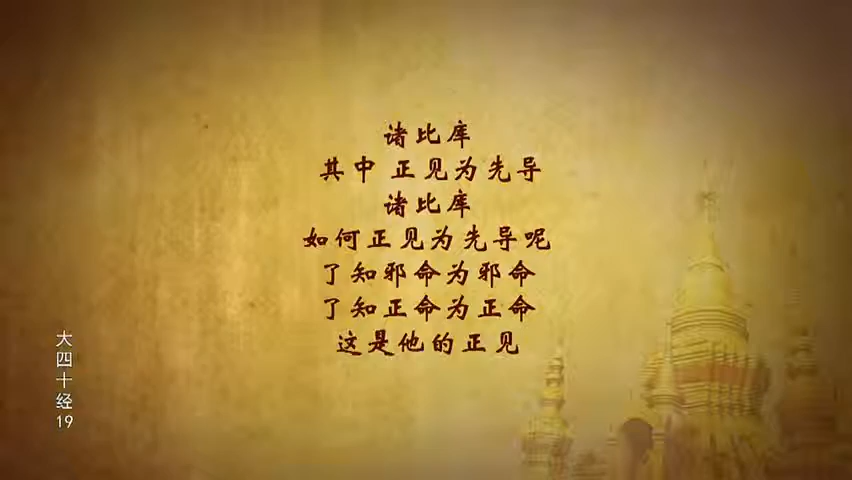 诸比库
其中 正见为先导
诸比库
如何正见为先导呢
了知邪命为邪命
了知正命为正命
这是他的正见
大四十经19